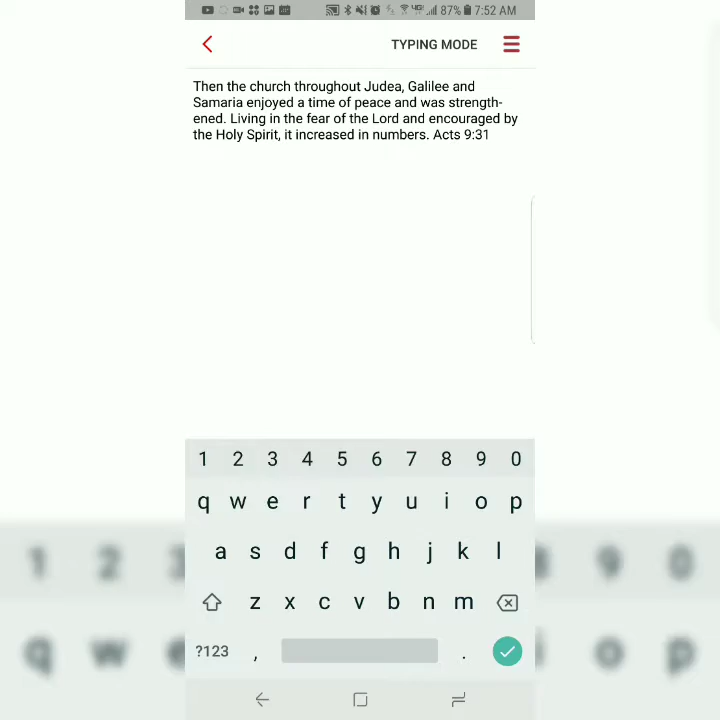 87% 7:52 AM
TYPING MODE
Then the church throughout Judea, Galilee and
Samaria enjoyed a time of peace and was strength-
ened. Living in the fear of the Lord and encouraged by
the Holy Spirit, it increased in numbers. Acts 9:31
1 2 3 4 5 6 7 8 9 0
q w e r t y u i o p
a s d f g h j k l
z x c v b n m
?123 , .